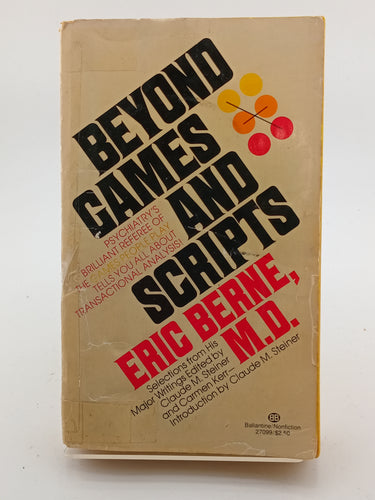 BEYOND
GAMES
AND
SCRIPTS
PSYCHIATRY'S
BRILLIANT REFEREE OF
THE GAMES PEOPLE PLAY
TELLS YOU ALL ABOUT
TRANSACTIONAL ANALYSIS!
ERIC BERNE,
M.D.
Selections from His
Major Writings Edited by
Claude M. Steiner
and Carmen Kerr—
Introduction by Claude M. Steiner
BB
Ballantine/Nonfiction
27099/$2.50